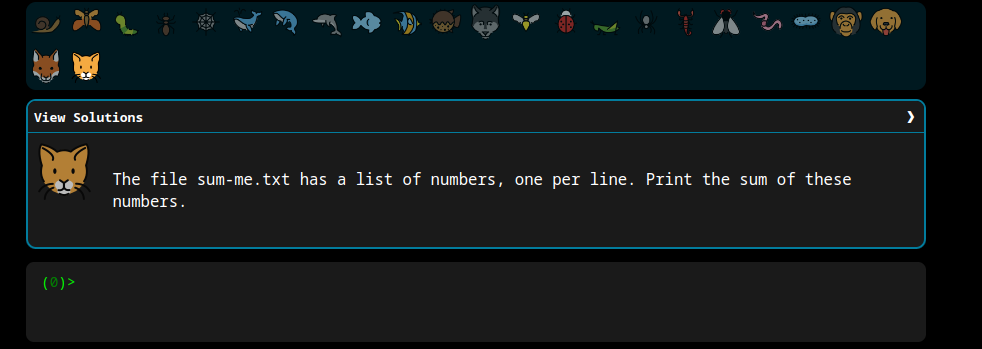 View Solutions ❯
The file sum-me.txt has a list of numbers, one per line. Print the sum of these
numbers.
(0)>